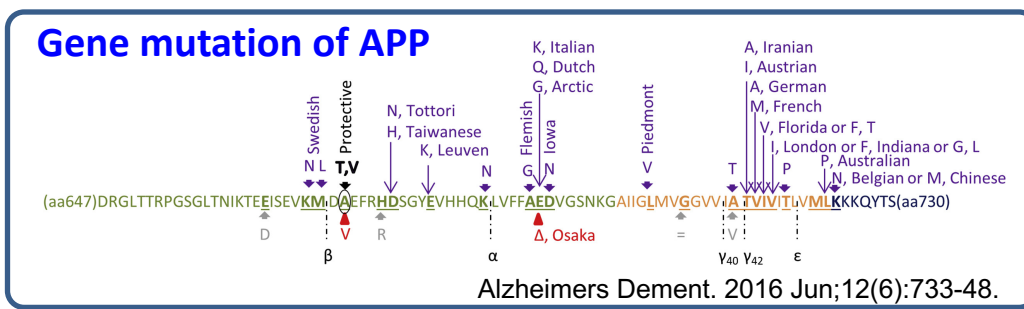 Gene mutation of APP
K, Italian
Q, Dutch
G, Arctic
A, Iranian
I, Austrian
A, German
M, French
V, Florida or F, T
I, London or F, Indiana or G, L
P, Australian
N, Belgian or M, Chinese
Swedish
N L
Protective
T,V
N, Tottori
H, Taiwanese
K, Leuven
N
Flemish
G
Iowa
N
Piedmont
V
T
P
(aa647)DRGLTTRPGSGLTNIKTEEISEVKMDAEFRHDSGYEVHHQKLVFFAEDVGSNKGAIIGLMVGGVVIATVIVITLVMLKKKQYTS(aa730)
D
V
R
Δ, Osaka
=
V
β
α
γ40
γ42
ε
Alzheimers Dement. 2016 Jun;12(6):733-48.